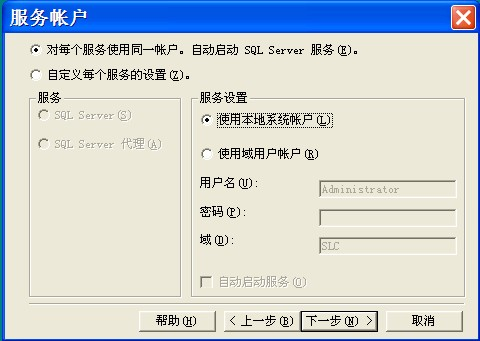 服务帐户
对每个服务使用同一帐户。自动启动 SQL Server 服务(E)。
自定义每个服务的设置(Z)。
服务
SQL Server(S)
SQL Server 代理(A)
服务设置
使用本地系统帐户(L)
使用域用户帐户(R)
用户名(U):
Administrator
密码(P):
域(D):
SLC
自动启动服务(O)
帮助(H)
< 上一步(B)
下一步(N) >
取消